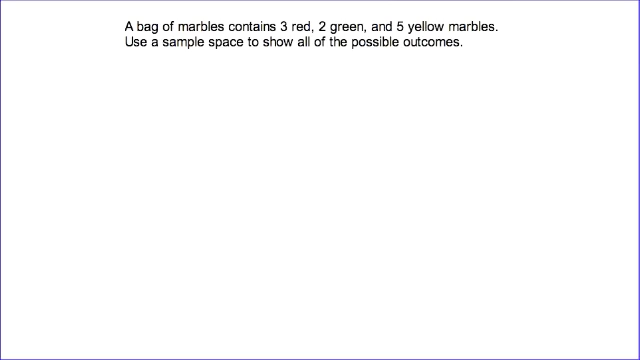 A bag of marbles contains 3 red, 2 green, and 5 yellow marbles.
Use a sample space to show all of the possible outcomes.